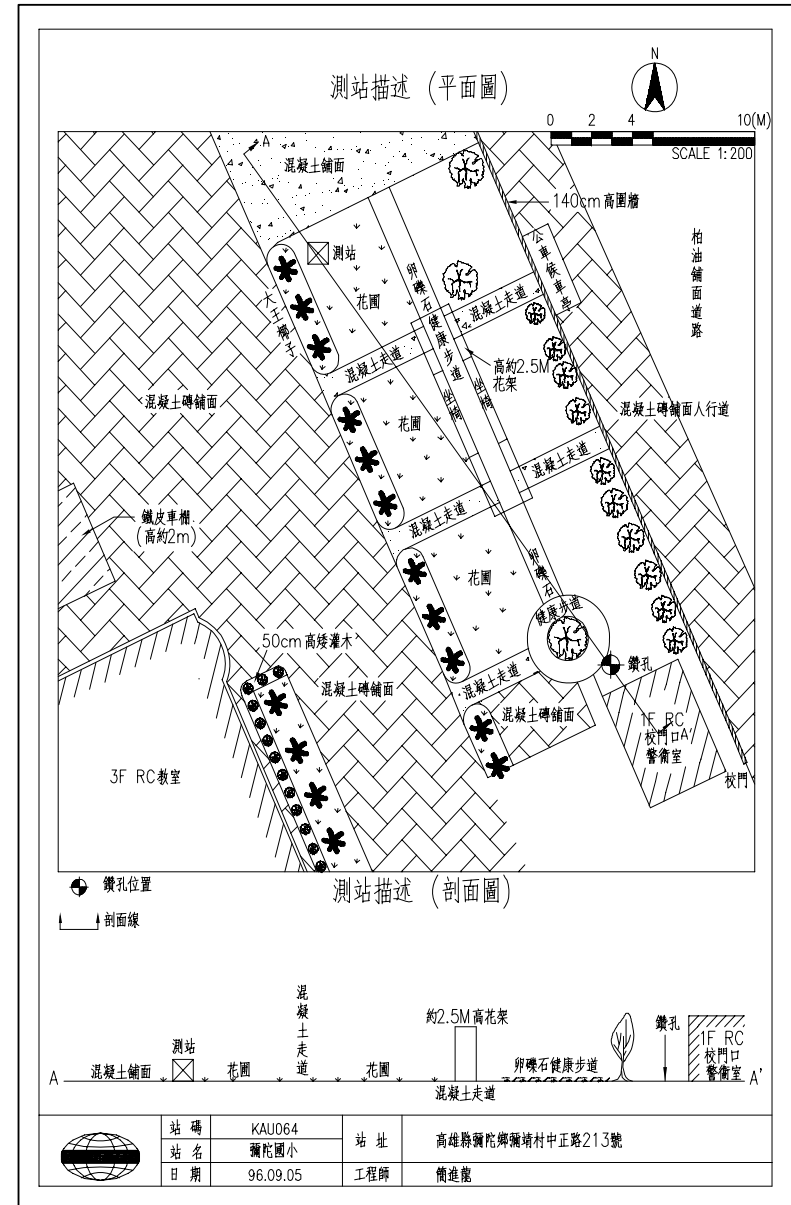 測站描述 (平面圖)
N
0 2 4 10(M)
SCALE 1:200
A
混凝土舖面
140cm高圍牆
測站
公車候車亭
柏油舖面道路
大王椰子
花圃
卵礫石健康步道
混凝土走道
混凝土走道
高約2.5M
花架
坐椅
坐椅
混凝土磚舖面
花圃
混凝土磚舖面人行道
混凝土走道
混凝土走道
鐵皮車棚
(高約2m)
花圃
卵礫石
健康步道
50cm高矮灌木
混凝土磚舖面
混凝土走道
鑽孔
混凝土磚舖面
1F RC
校門口
警衛室
A'
校門
3F RC教室
鑽孔位置
剖面線
測站描述 (剖面圖)
A
混凝土舖面
測站
花圃
混凝土走道
花圃
約2.5M高花架
混凝土走道
卵礫石健康步道
鑽孔
1F RC
校門口
警衛室
A'
站碼 KAU064
站名 彌陀國小
站址 高雄縣彌陀鄉彌靖村中正路213號
日期 96.09.05
工程師 簡進龍